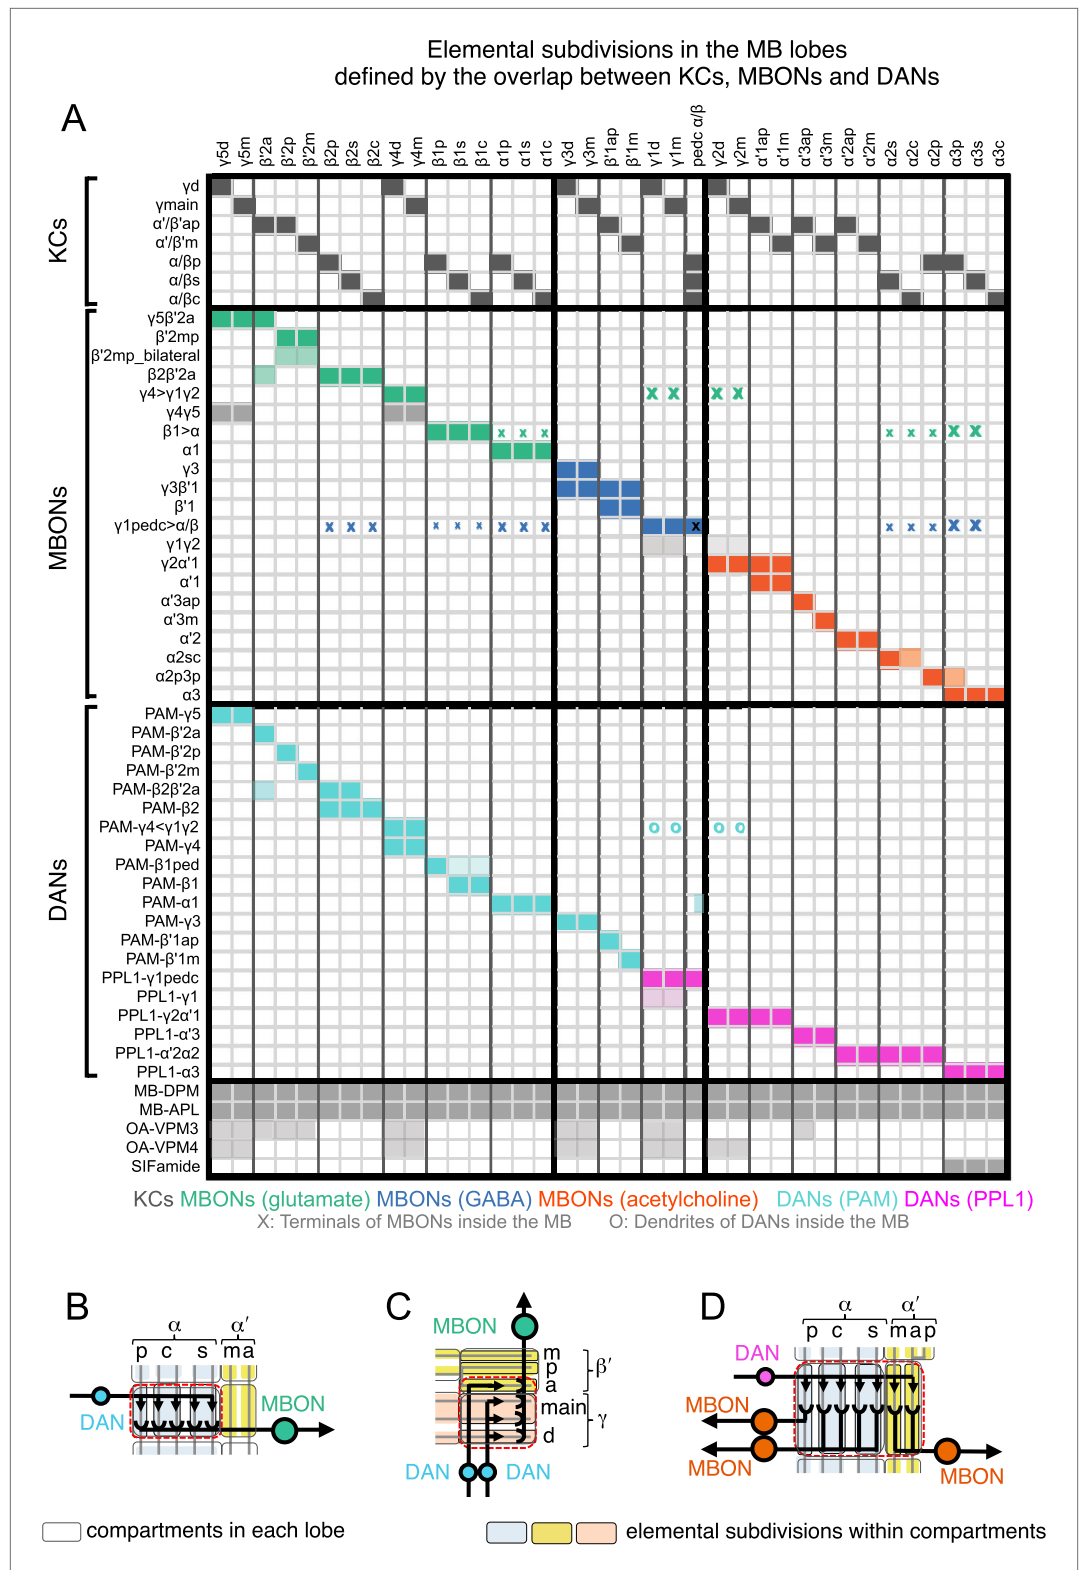 Elemental subdivisions in the MB lobes
defined by the overlap between KCs, MBONs and DANs
A
γ5d γ5m β'2a β'2p β'2m β2p β2s β2c γ4d γ4m β1p β1s β1c α1p α1s α1c γ3d γ3m β'1ap β'1m γ1d γ1m pedc α/β γ2d γ2m α'1ap α'1m α'3ap α'3m α'2ap α'2m α2s α2c α2p α3p α3s α3c
KCs
γd
γmain
α'/β'ap
α'/β'm
α/βp
α/βs
α/βc
MBONs
γ5β'2a
β'2mp
β'2mp_bilateral
β2β'2a
γ4>γ1γ2 X X X X
γ4γ5
β1>α x x x x x x X X
α1
γ3
γ3β'1
β'1
γ1pedc>α/β x x x x x x x x x x x x x X X
γ1γ2
γ2α'1
α'1
α'3ap
α'3m
α'2
α2sc
α2p3p
α3
DANs
PAM-γ5
PAM-β'2a
PAM-β'2p
PAM-β'2m
PAM-β2β'2a
PAM-β2
PAM-γ4<γ1γ2 o o o o
PAM-γ4
PAM-β1ped
PAM-β1
PAM-α1
PAM-γ3
PAM-β'1ap
PAM-β'1m
PPL1-γ1pedc
PPL1-γ1
PPL1-γ2α'1
PPL1-α'3
PPL1-α'2α2
PPL1-α3
MB-DPM
MB-APL
OA-VPM3
OA-VPM4
SIFamide
KCs MBONs (glutamate) MBONs (GABA) MBONs (acetylcholine) DANs (PAM) DANs (PPL1)
X: Terminals of MBONs inside the MB O: Dendrites of DANs inside the MB
B
α α′
p c s m a
DAN
MBON
C
MBON
m
p
a
β′
main
d
γ
DAN DAN
D
α α′
p c s m a p
DAN
MBON
MBON
MBON
compartments in each lobe
elemental subdivisions within compartments